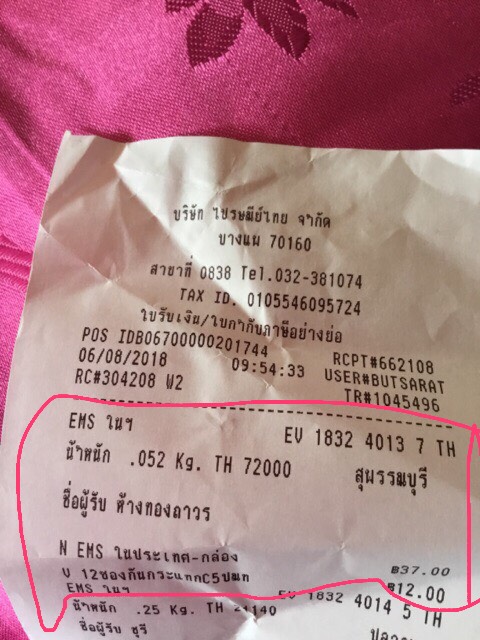 บริษัท ไปรษณีย์ไทย จำกัด
บางแพ 70160
สาขาที่ 0838 Tel.032-381074
TAX ID. 0105546095724
ใบรับเงิน/ใบกำกับภาษีอย่างย่อ
POS IDB06700000201744 RCPT#662108
06/08/2018 09:54:33 USER#BUTSARAT
RC#304208 W2 TR#1045496
EMS ในฯ EV 1832 4013 7 TH
น้ำหนัก .052 Kg. TH 72000 สุพรรณบุรี
ชื่อผู้รับ ห้างทองถาวร
N EMS ในประเทศ-กล่อง ฿37.00
U 12ซองกันกระแทกC5ปณท ฿12.00
EMS ในฯ EV 1832 4014 5 TH
น้ำหนัก .25 Kg. TH 21140
ชื่อผู้รับ ชุรี